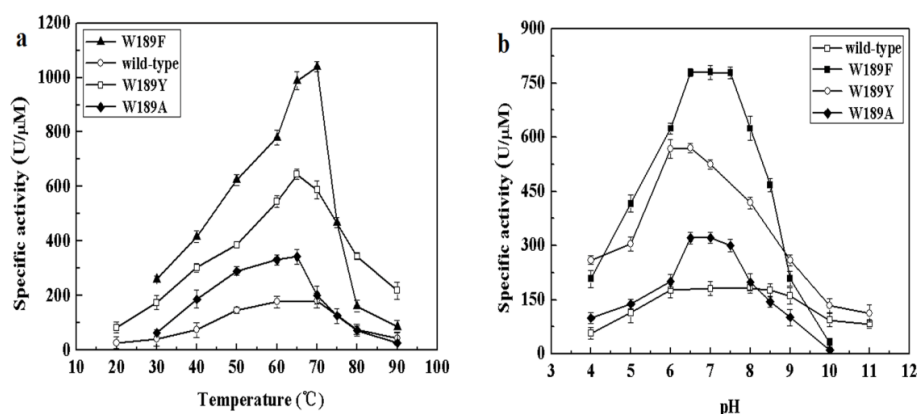 a
W189F
wild-type
W189Y
W189A
Specific activity (U/μM)
1200
1000
800
600
400
200
0
10 20 30 40 50 60 70 80 90 100
Temperature (℃)
b
wild-type
W189F
W189Y
W189A
Specific activity (U/μM)
900
750
600
450
300
150
0
3 4 5 6 7 8 9 10 11 12
pH